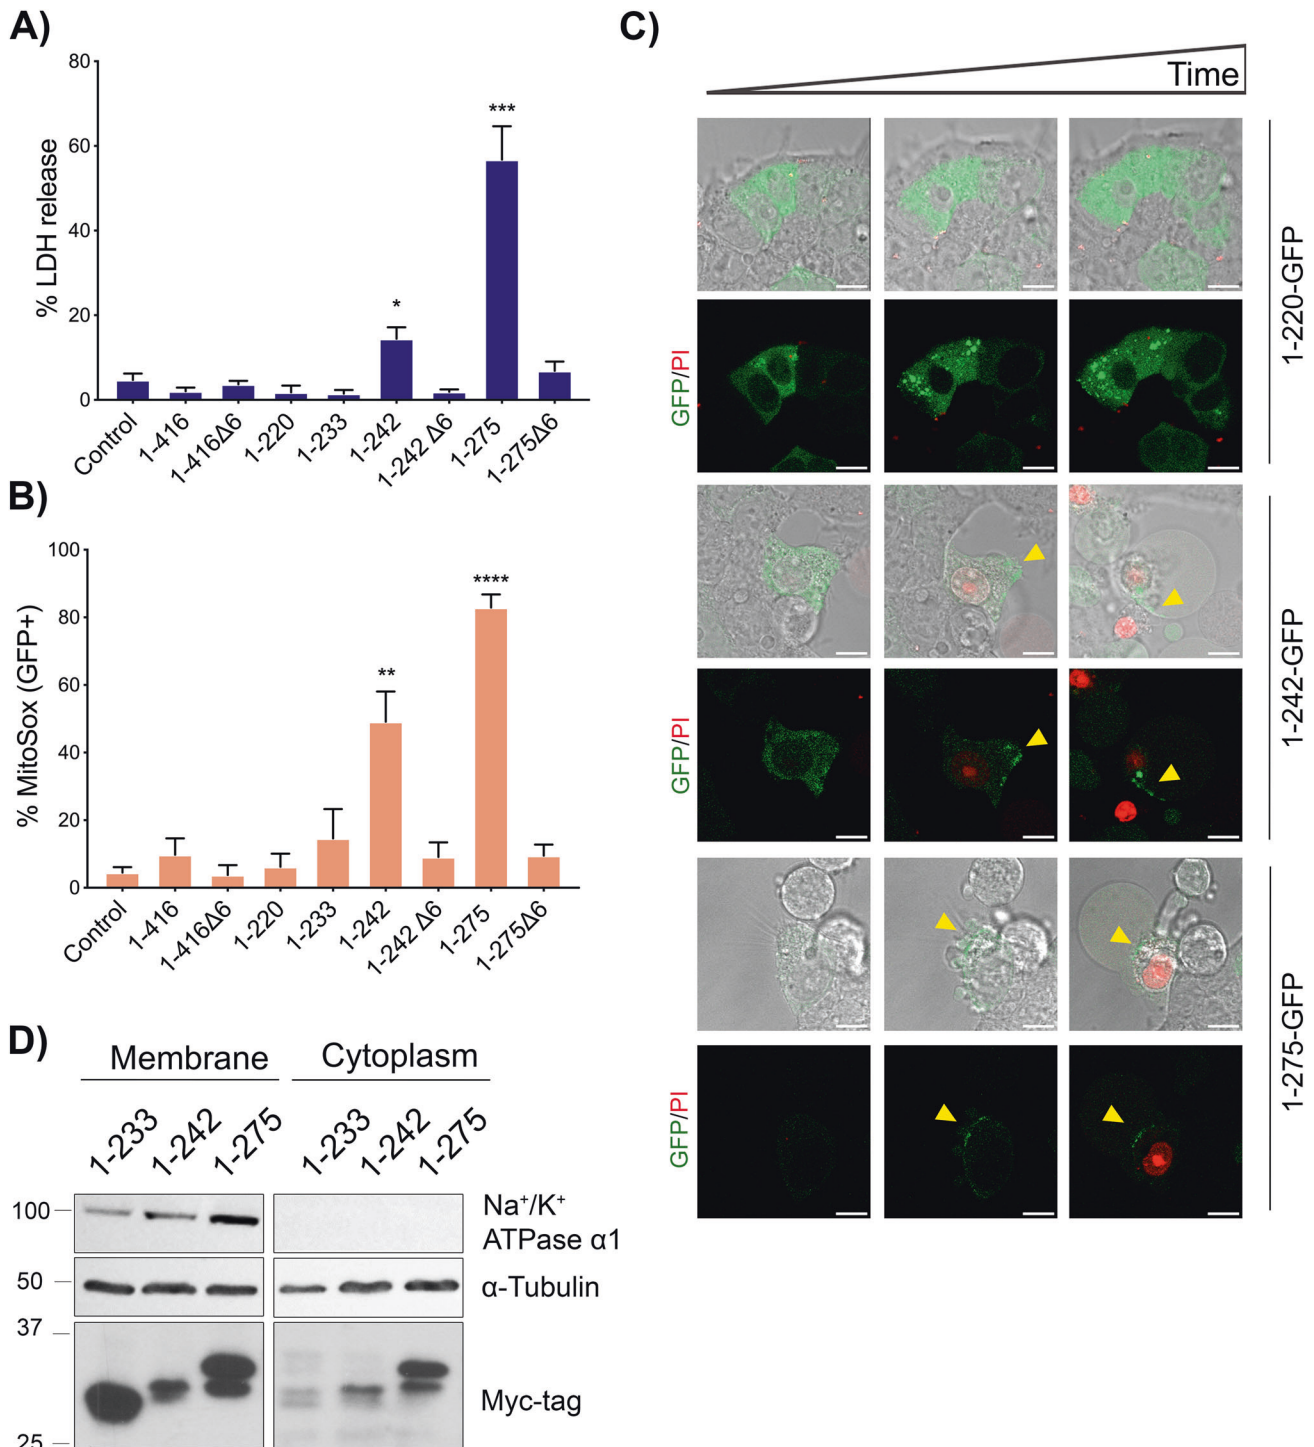 A)
80
60
40
20
0
% LDH release
*
***
Control
1-416
1-416Δ6
1-220
1-233
1-242
1-242 Δ6
1-275
1-275Δ6
B)
100
80
60
40
20
0
% MitoSox (GFP+)
**
****
Control
1-416
1-416Δ6
1-220
1-233
1-242
1-242 Δ6
1-275
1-275Δ6
C)
Time
GFP/PI
1-220-GFP
GFP/PI
1-242-GFP
GFP/PI
1-275-GFP
D)
Membrane
Cytoplasm
1-233
1-242
1-275
1-233
1-242
1-275
100
Na⁺/K⁺
ATPase α1
50
α-Tubulin
37
Myc-tag
25